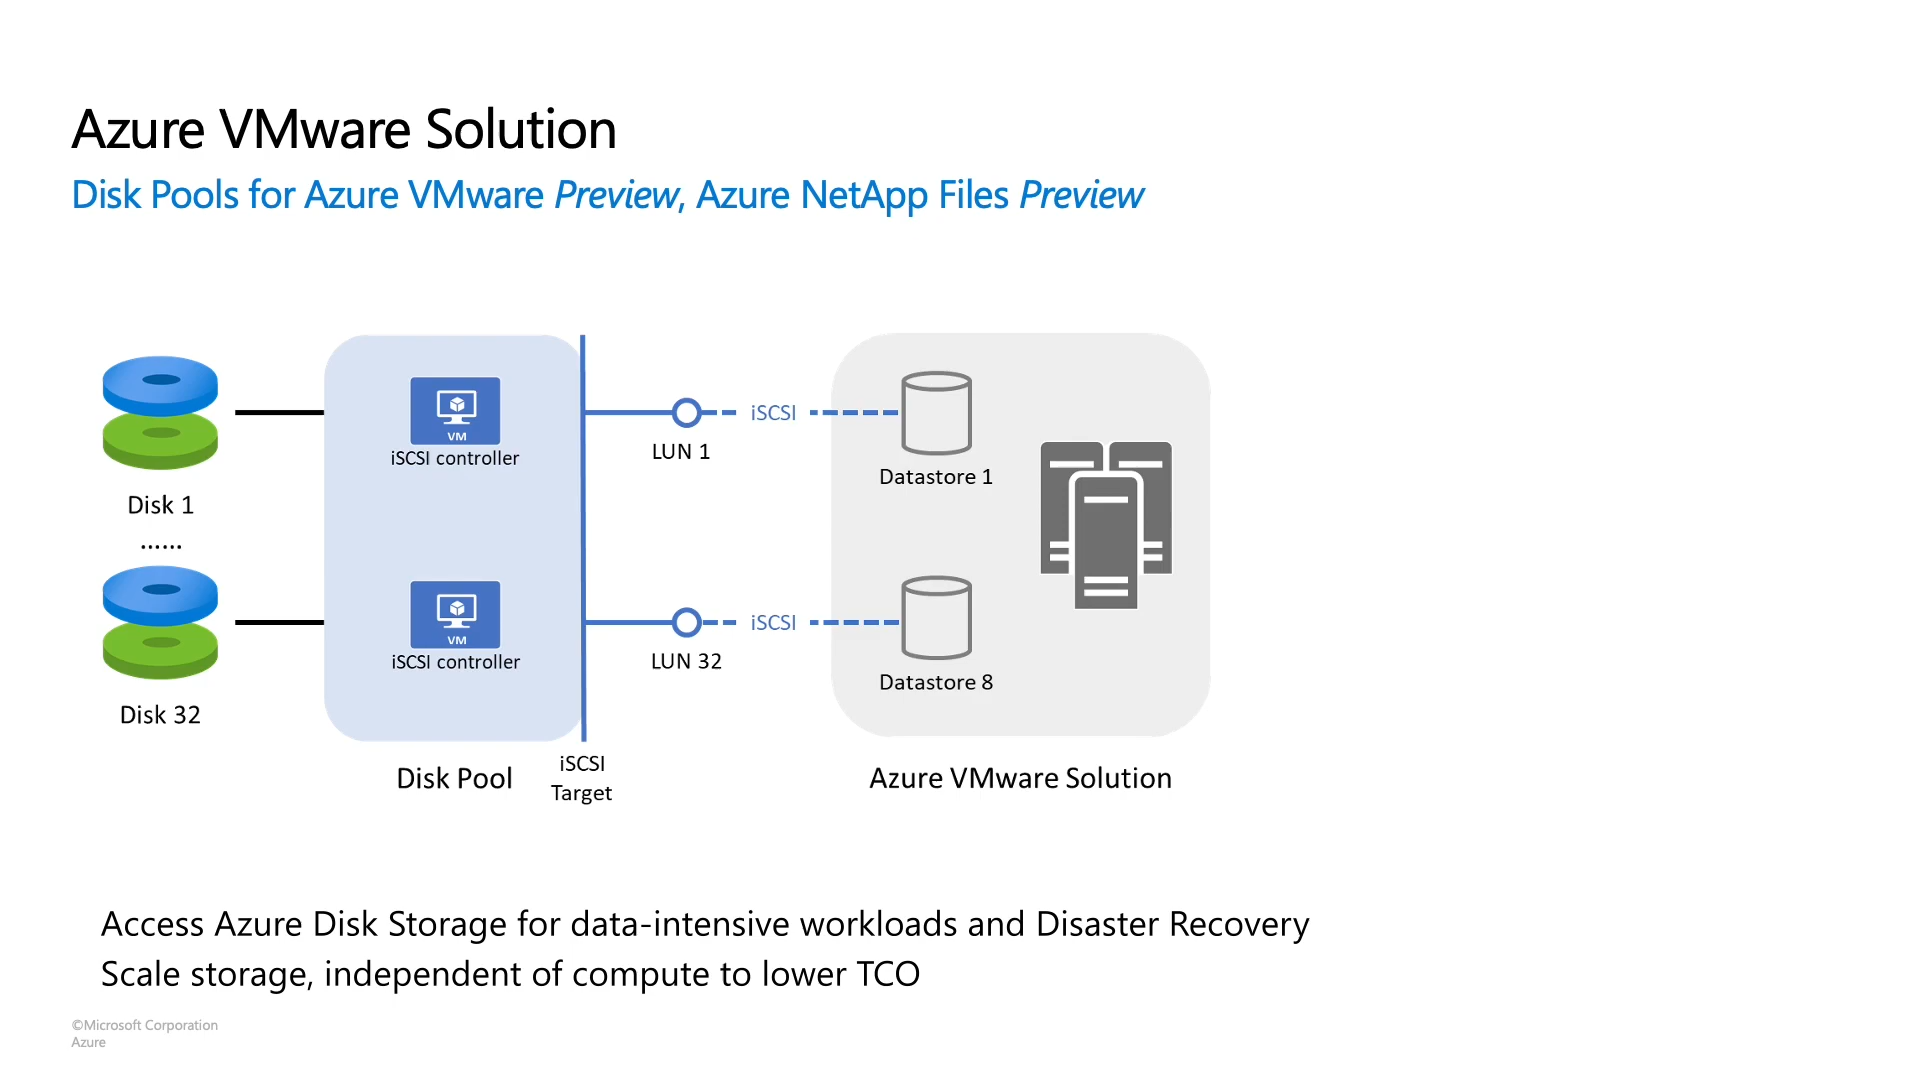 Azure VMware Solution
Disk Pools for Azure VMware Preview, Azure NetApp Files Preview
Disk 1
......
Disk 32
VM
iSCSI controller
VM
iSCSI controller
Disk Pool
iSCSI
Target
LUN 1
iSCSI
LUN 32
iSCSI
Datastore 1
Datastore 8
Azure VMware Solution
Access Azure Disk Storage for data-intensive workloads and Disaster Recovery
Scale storage, independent of compute to lower TCO
©Microsoft Corporation
Azure